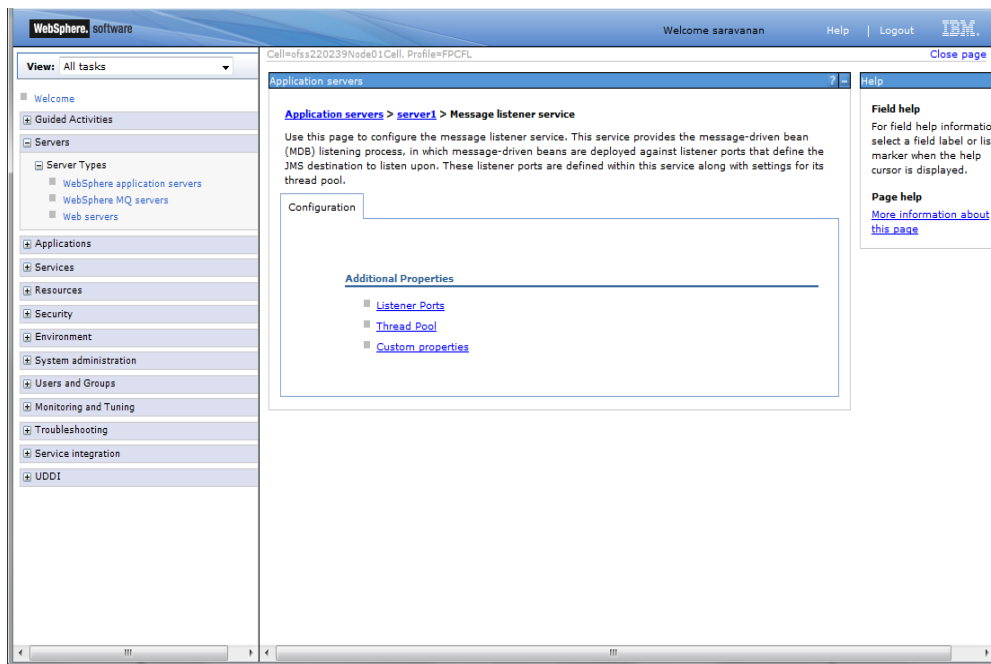 WebSphere. software
Welcome saravanan Help | Logout IBM.
View: All tasks
Welcome
Guided Activities
Servers
Server Types
WebSphere application servers
WebSphere MQ servers
Web servers
Applications
Services
Resources
Security
Environment
System administration
Users and Groups
Monitoring and Tuning
Troubleshooting
Service integration
UDDI
Cell=ofss220239Node01Cell, Profile=FPCFL
Close page
Application servers ? -
Application servers > server1 > Message listener service
Use this page to configure the message listener service. This service provides the message-driven bean
(MDB) listening process, in which message-driven beans are deployed against listener ports that define the
JMS destination to listen upon. These listener ports are defined within this service along with settings for its
thread pool.
Configuration
Additional Properties
Listener Ports
Thread Pool
Custom properties
Help
Field help
For field help informatio
select a field label or lis
marker when the help
cursor is displayed.
Page help
More information about
this page